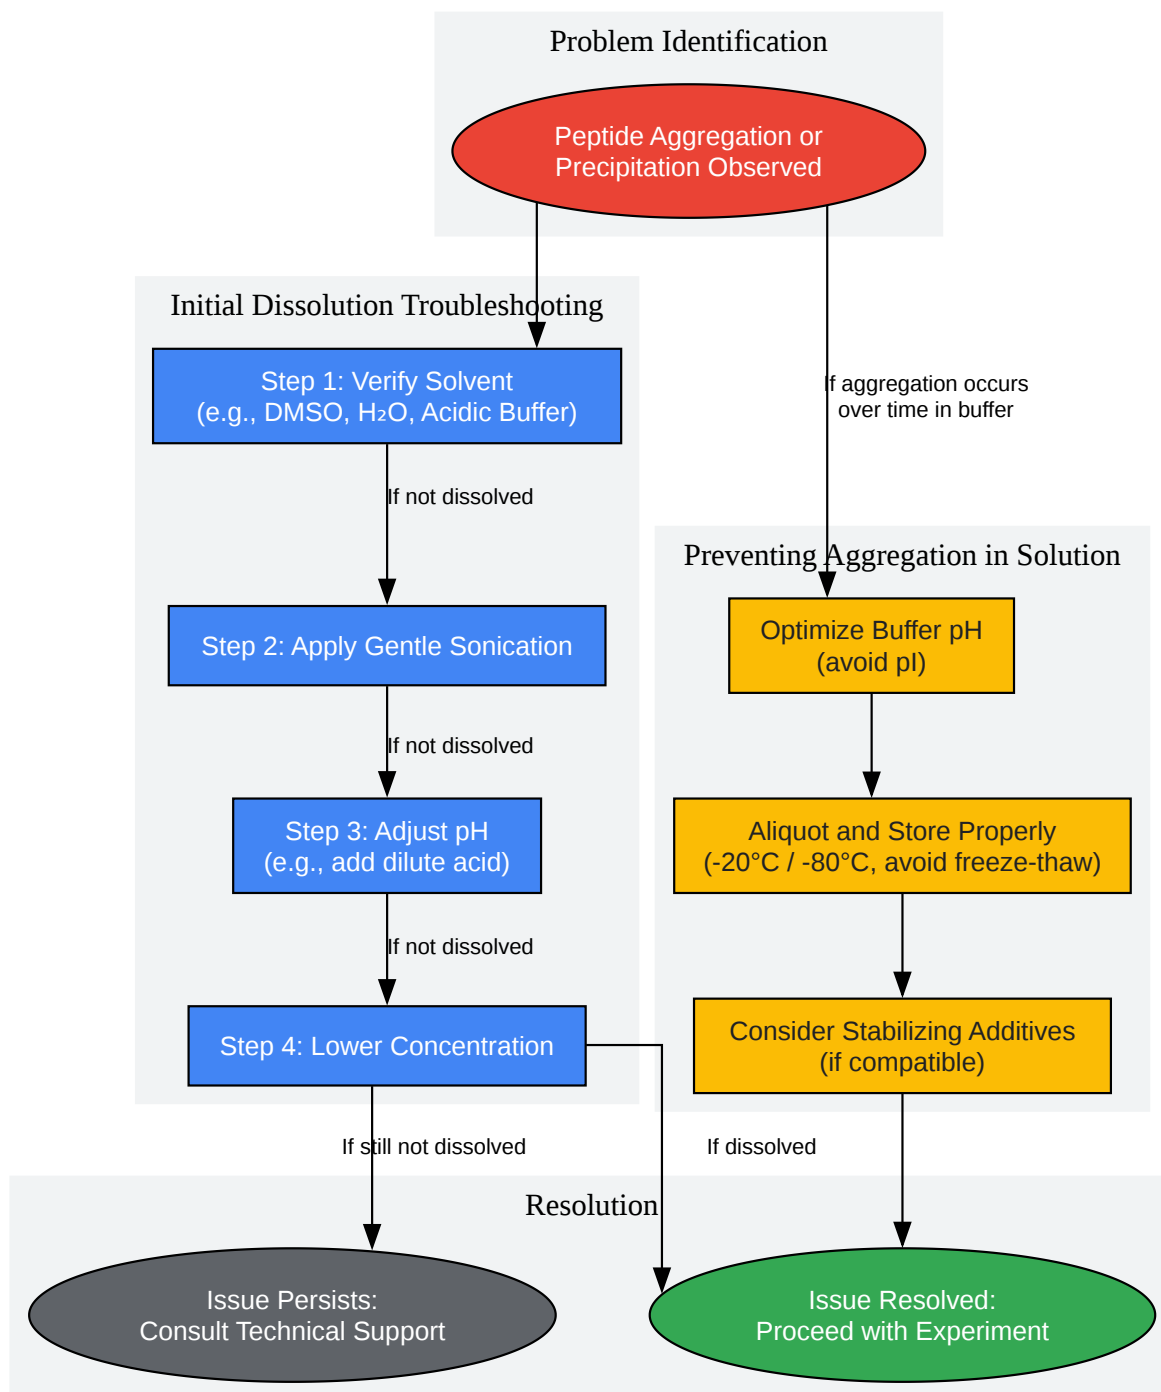 Problem Identification
Peptide Aggregation or
Precipitation Observed
Initial Dissolution Troubleshooting
Step 1: Verify Solvent
(e.g., DMSO, H₂O, Acidic Buffer)
If aggregation occurs
over time in buffer
If not dissolved
Preventing Aggregation in Solution
Optimize Buffer pH
(avoid pI)
Step 2: Apply Gentle Sonication
If not dissolved
Step 3: Adjust pH
(e.g., add dilute acid)
Aliquot and Store Properly
(-20°C / -80°C, avoid freeze-thaw)
If not dissolved
Step 4: Lower Concentration
Consider Stabilizing Additives
(if compatible)
If still not dissolved
If dissolved
Resolution
Issue Persists:
Consult Technical Support
Issue Resolved:
Proceed with Experiment